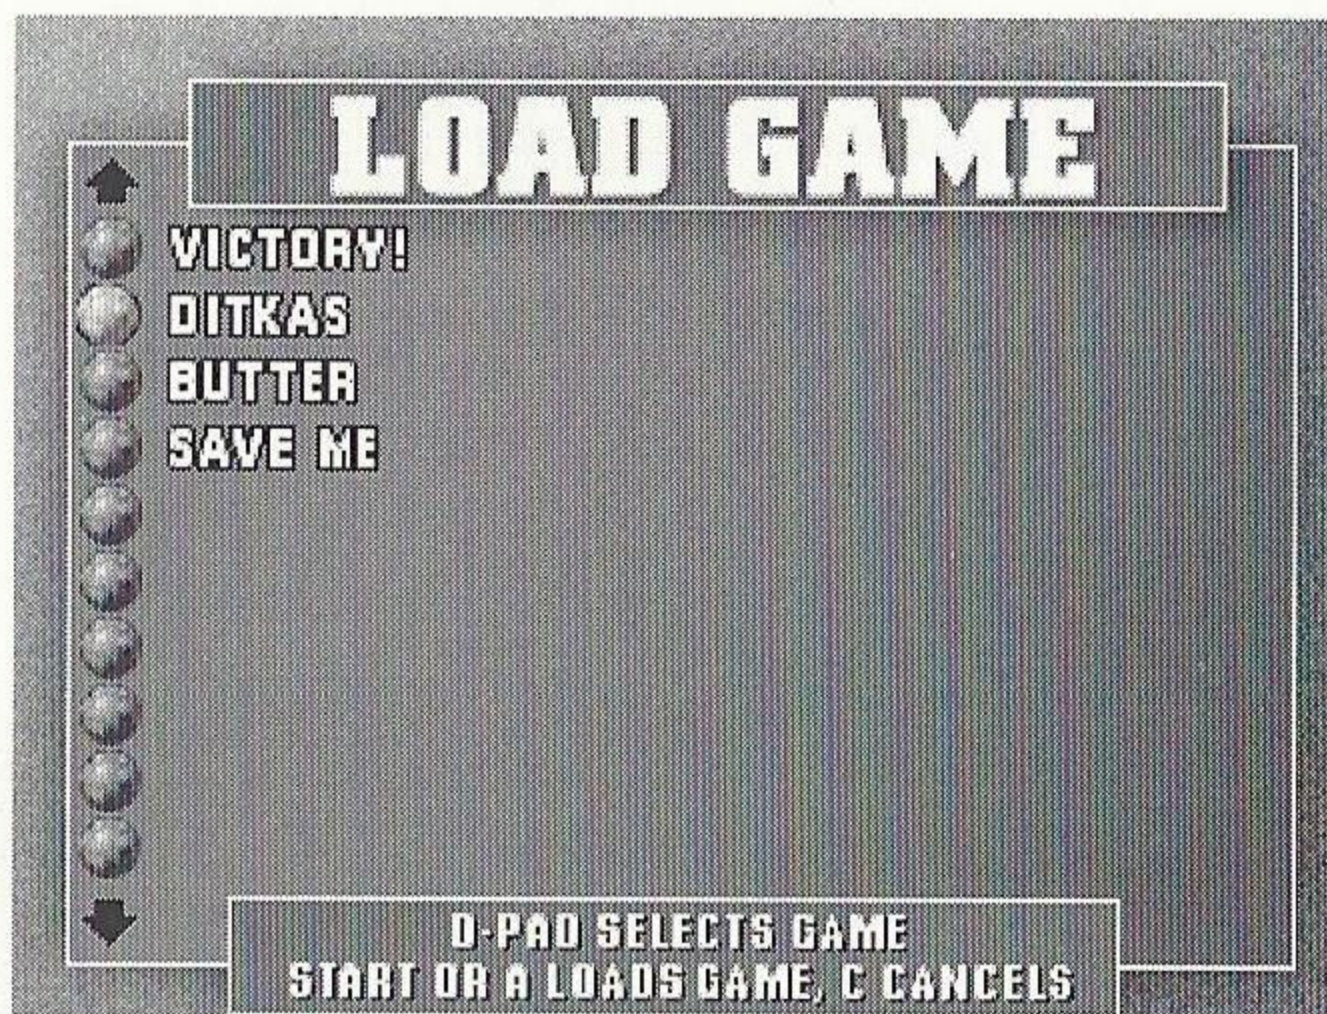 LOAD GAME
VICTORY!
DITKAS
BUTTER
SAVE ME
D-PAD SELECTS GAME
START OR A LOADS GAME, C CANCELS